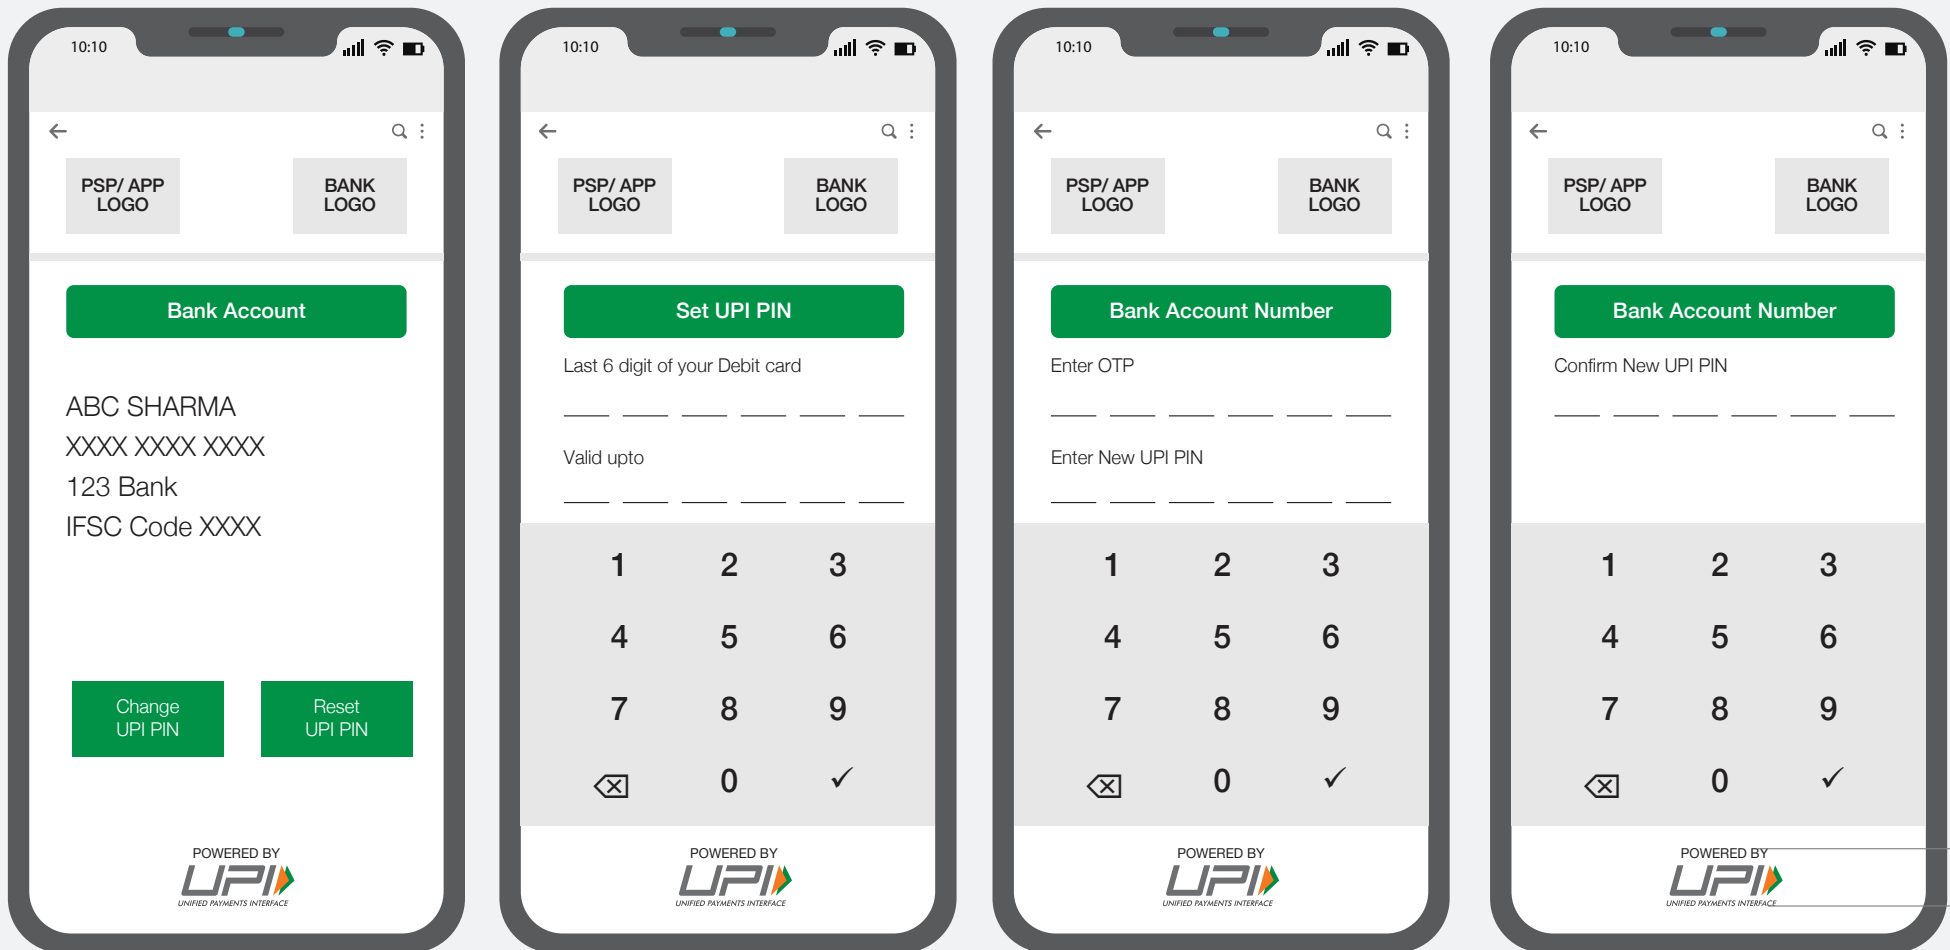 10:10
PSP/ APP
LOGO
BANK
LOGO
Bank Account
ABC SHARMA
XXXX XXXX XXXX
123 Bank
IFSC Code XXXX
Change
UPI PIN
Reset
UPI PIN
POWERED BY
UPI
UNIFIED PAYMENTS INTERFACE
10:10
PSP/ APP
LOGO
BANK
LOGO
Set UPI PIN
Last 6 digit of your Debit card
Valid upto
1 2 3
4 5 6
7 8 9
0
POWERED BY
UPI
UNIFIED PAYMENTS INTERFACE
10:10
PSP/ APP
LOGO
BANK
LOGO
Bank Account Number
Enter OTP
Enter New UPI PIN
1 2 3
4 5 6
7 8 9
0
POWERED BY
UPI
UNIFIED PAYMENTS INTERFACE
10:10
PSP/ APP
LOGO
BANK
LOGO
Bank Account Number
Confirm New UPI PIN
1 2 3
4 5 6
7 8 9
0
POWERED BY
UPI
UNIFIED PAYMENTS INTERFACE